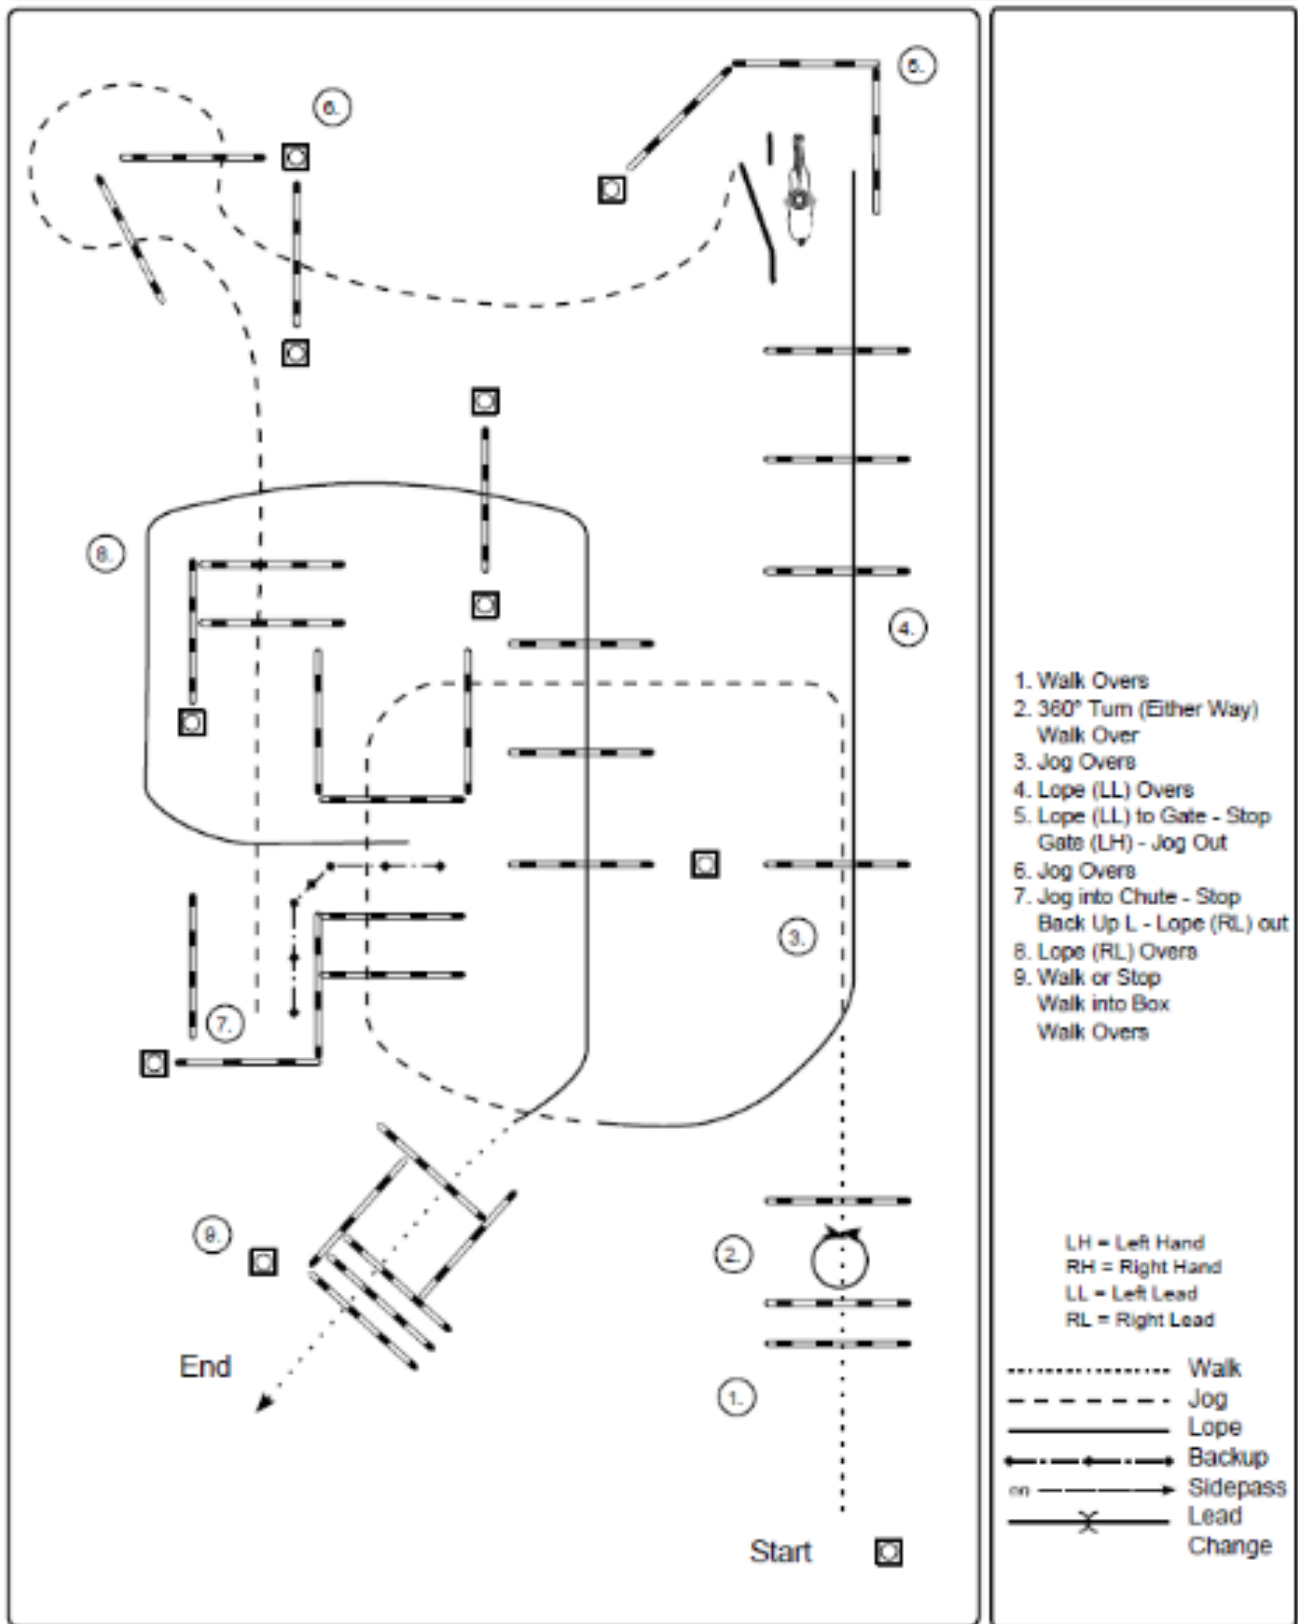 6.
5.
8.
4.
3.
7.
9.
2.
1.
End
Start
1. Walk Overs
2. 360° Turn (Either Way)
Walk Over
3. Jog Overs
4. Lope (LL) Overs
5. Lope (LL) to Gate - Stop
Gate (LH) - Jog Out
6. Jog Overs
7. Jog into Chute - Stop
Back Up L - Lope (RL) out
8. Lope (RL) Overs
9. Walk or Stop
Walk into Box
Walk Overs
LH = Left Hand
RH = Right Hand
LL = Left Lead
RL = Right Lead
Walk
Jog
Lope
Backup
Sidepass
Lead
Change